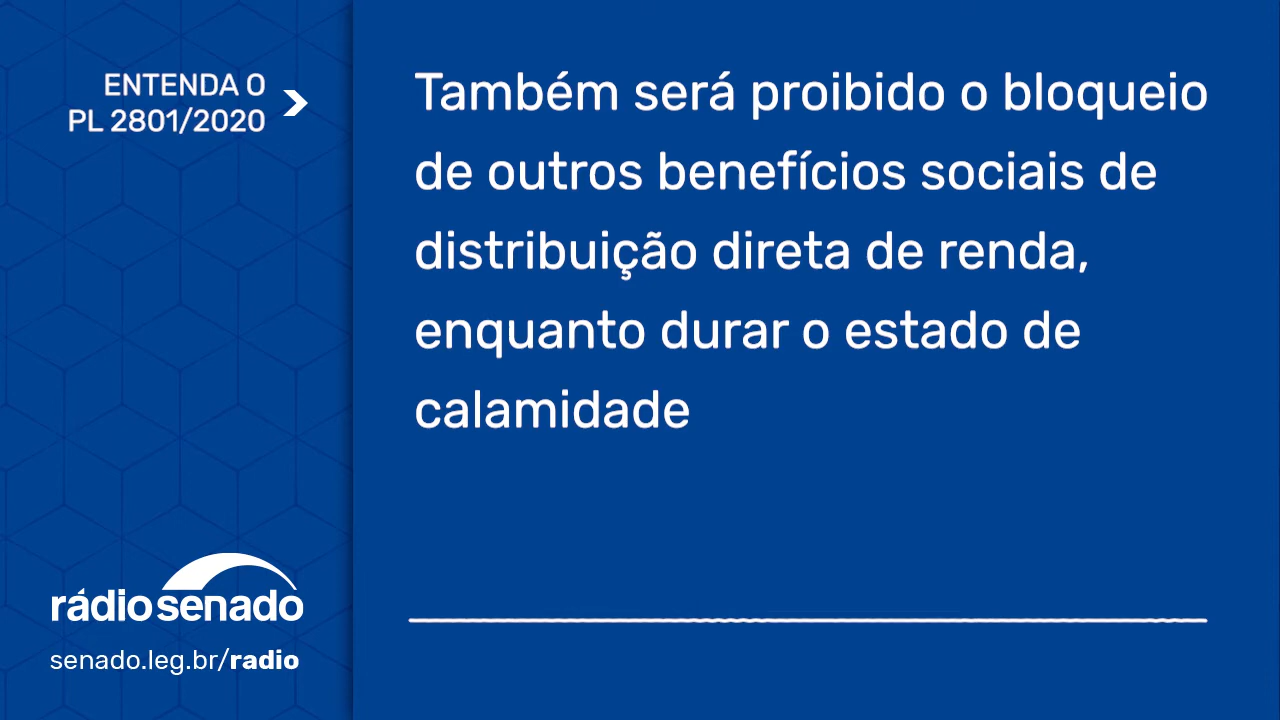 ENTENDA O
PL 2801/2020
Também será proibido o bloqueio
de outros benefícios sociais de
distribuição direta de renda,
enquanto durar o estado de
calamidade
rádio senado
senado.leg.br/radio